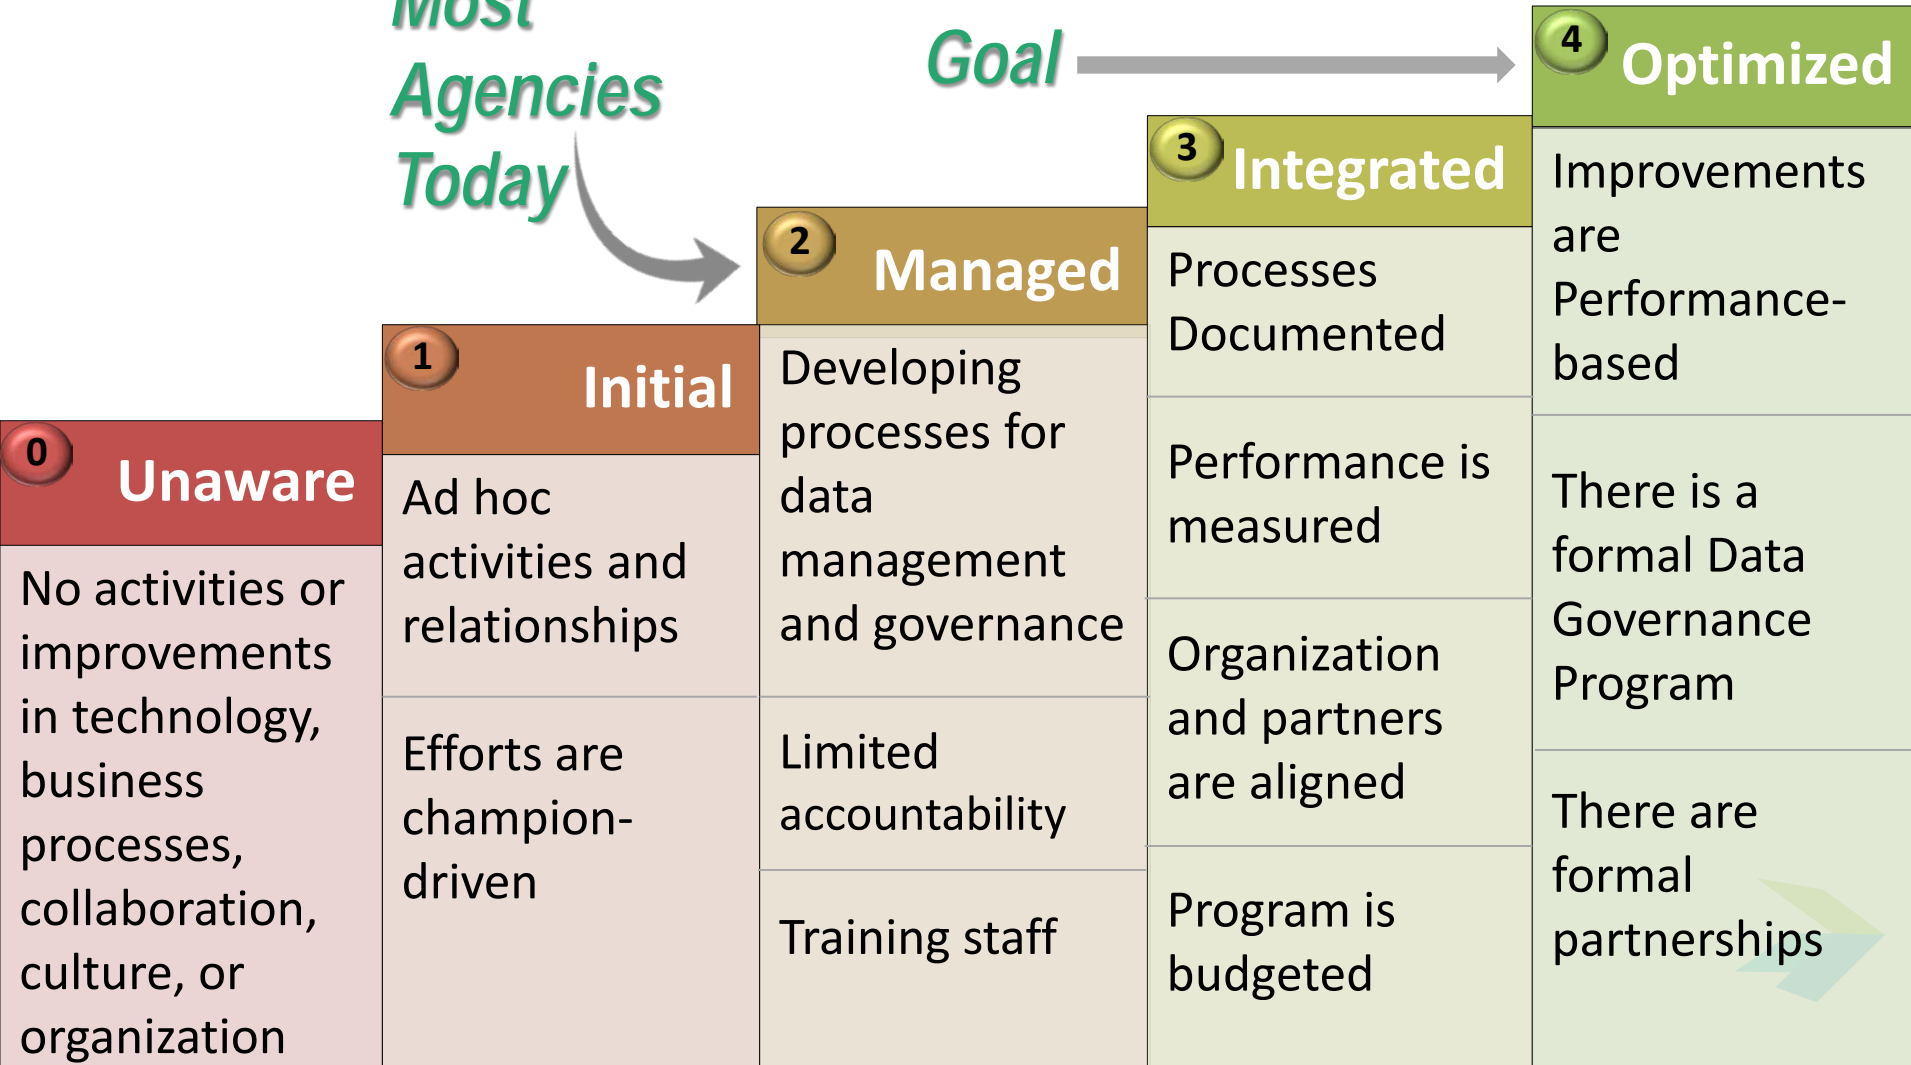 Most
Agencies
Today
Goal
4
Optimized
Improvements
are
Performance-
based
There is a
formal Data
Governance
Program
There are
formal
partnerships
3
Integrated
Processes
Documented
Performance is
measured
Organization
and partners
are aligned
Program is
budgeted
2
Managed
Developing
processes for
data
management
and governance
Limited
accountability
Training staff
1
Initial
Ad hoc
activities and
relationships
Efforts are
champion-
driven
0
Unaware
No activities or
improvements
in technology,
business
processes,
collaboration,
culture, or
organization